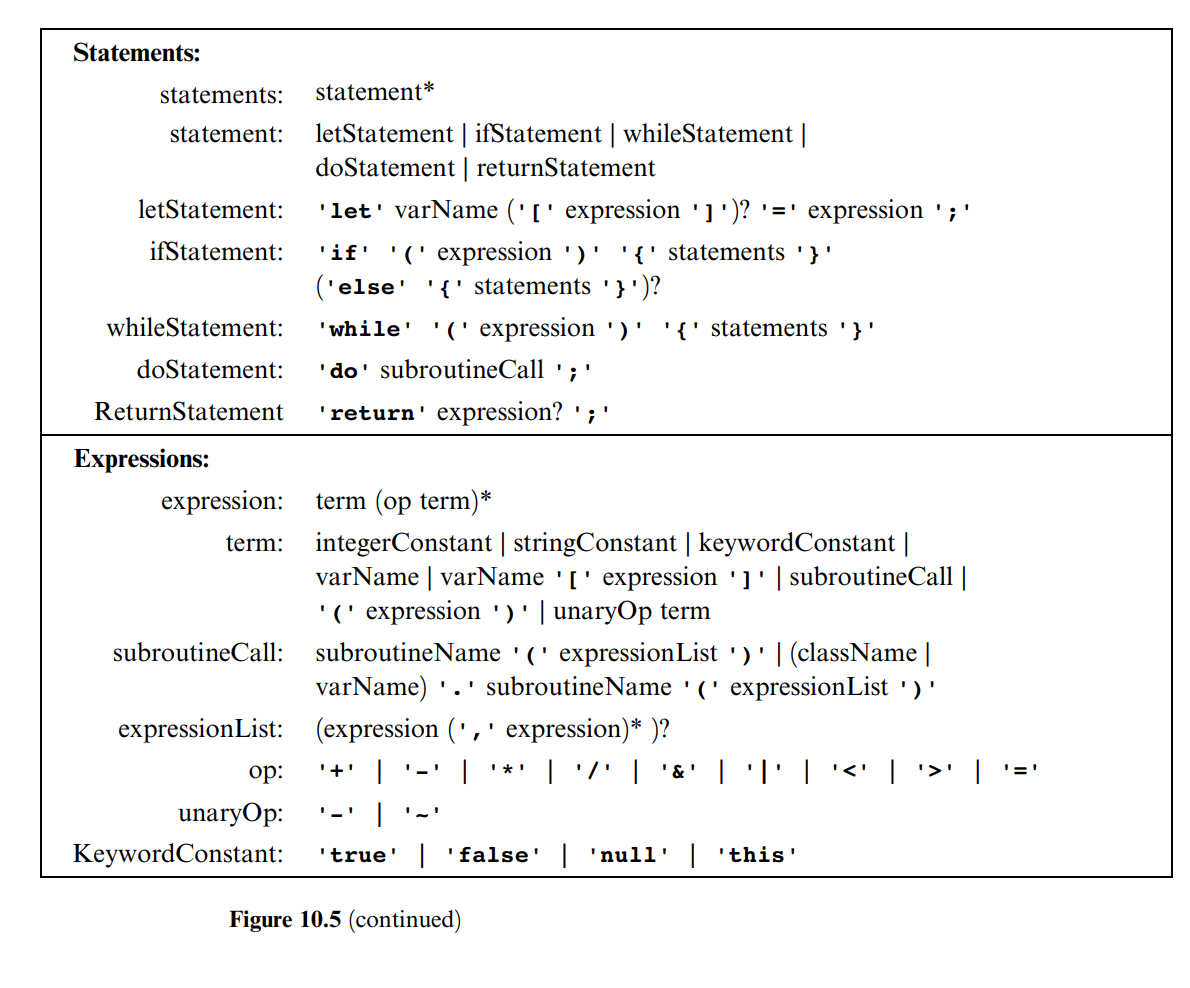 Statements:
statements: statement*
statement: letStatement | ifStatement | whileStatement |
doStatement | returnStatement
letStatement: 'let' varName ('[' expression ']')? '=' expression ';'
ifStatement: 'if' '(' expression ')' '{' statements '}'
('else' '{' statements '}')?
whileStatement: 'while' '(' expression ')' '{' statements '}'
doStatement: 'do' subroutineCall ';'
ReturnStatement 'return' expression? ';'
Expressions:
expression: term (op term)*
term: integerConstant | stringConstant | keywordConstant |
varName | varName '[' expression ']' | subroutineCall |
'(' expression ')' | unaryOp term
subroutineCall: subroutineName '(' expressionList ')' | (className |
varName) '.' subroutineName '(' expressionList ')'
expressionList: (expression (',' expression)* )?
op: '+' | '-' | '*' | '/' | '&' | '|' | '<' | '>' | '='
unaryOp: '-' | '~'
KeywordConstant: 'true' | 'false' | 'null' | 'this'
Figure 10.5 (continued)